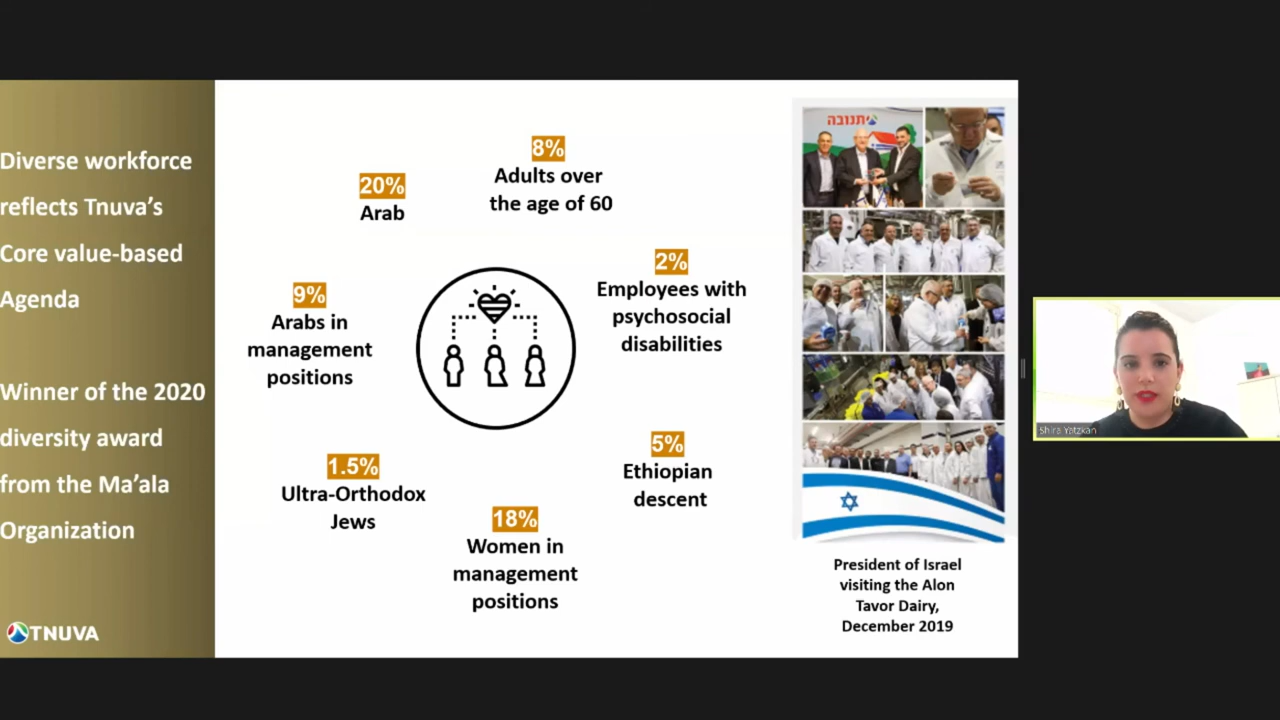 Diverse workforce
reflects Tnuva's
Core value-based
Agenda
Winner of the 2020
diversity award
from the Ma'ala
Organization
TNUVA
8%
Adults over
the age of 60
20%
Arab
2%
Employees with
psychosocial
disabilities
9%
Arabs in
management
positions
5%
Ethiopian
descent
1.5%
Ultra-Orthodox
Jews
18%
Women in
management
positions
תנובה
President of Israel
visiting the Alon
Tavor Dairy,
December 2019
Shira Yatzkan